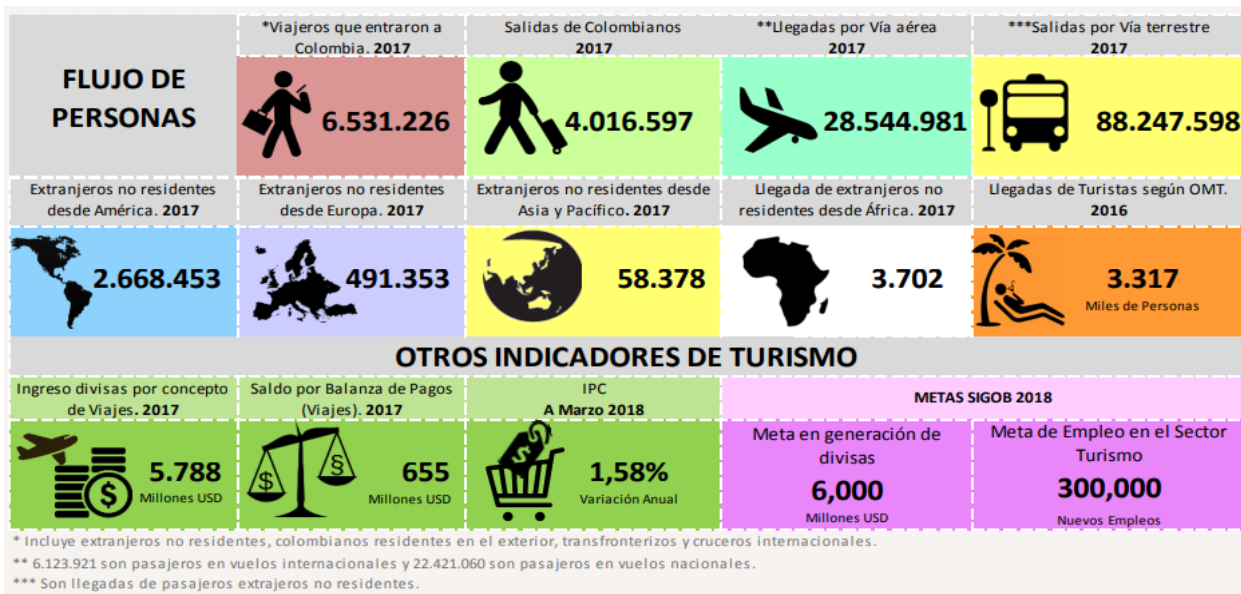 FLUJO DE
PERSONAS
*Viajeros que entraron a
Colombia. 2017
6.531.226
Salidas de Colombianos
2017
4.016.597
**Llegadas por Vía aérea
2017
28.544.981
***Salidas por Vía terrestre
2017
88.247.598
Extranjeros no residentes
desde América. 2017
2.668.453
Extranjeros no residentes
desde Europa. 2017
491.353
Extranjeros no residentes desde
Asia y Pacífico. 2017
58.378
Llegada de extranjeros no
residentes desde África. 2017
3.702
Llegadas de Turistas según OMT.
2016
3.317
Miles de Personas
OTROS INDICADORES DE TURISMO
Ingreso divisas por concepto
de Viajes. 2017
$
5.788
Millones USD
Saldo por Balanza de Pagos
(Viajes). 2017
$ §
655
Millones USD
IPC
A Marzo 2018
$
1,58%
Variación Anual
METAS SIGOB 2018
Meta en generación de
divisas
6,000
Millones USD
Meta de Empleo en el Sector
Turismo
300,000
Nuevos Empleos
* Incluye extranjeros no residentes, colombianos residentes en el exterior, transfronterizos y cruceros internacionales.
** 6.123.921 son pasajeros en vuelos internacionales y 22.421.060 son pasajeros en vuelos nacionales.
*** Son llegadas de pasajeros extrajeros no residentes.